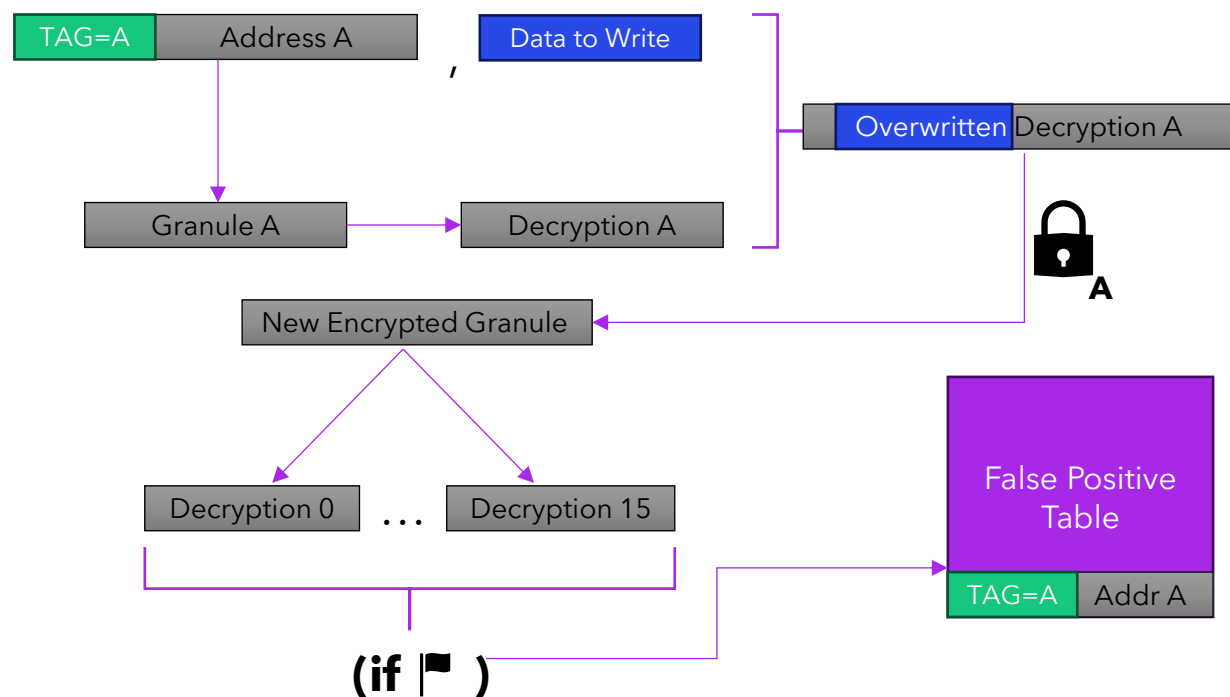 TAG=A Address A , Data to Write
Overwritten Decryption A
Granule A Decryption A
A
New Encrypted Granule
False Positive
Table
Decryption 0 ... Decryption 15
TAG=A Addr A
(if )